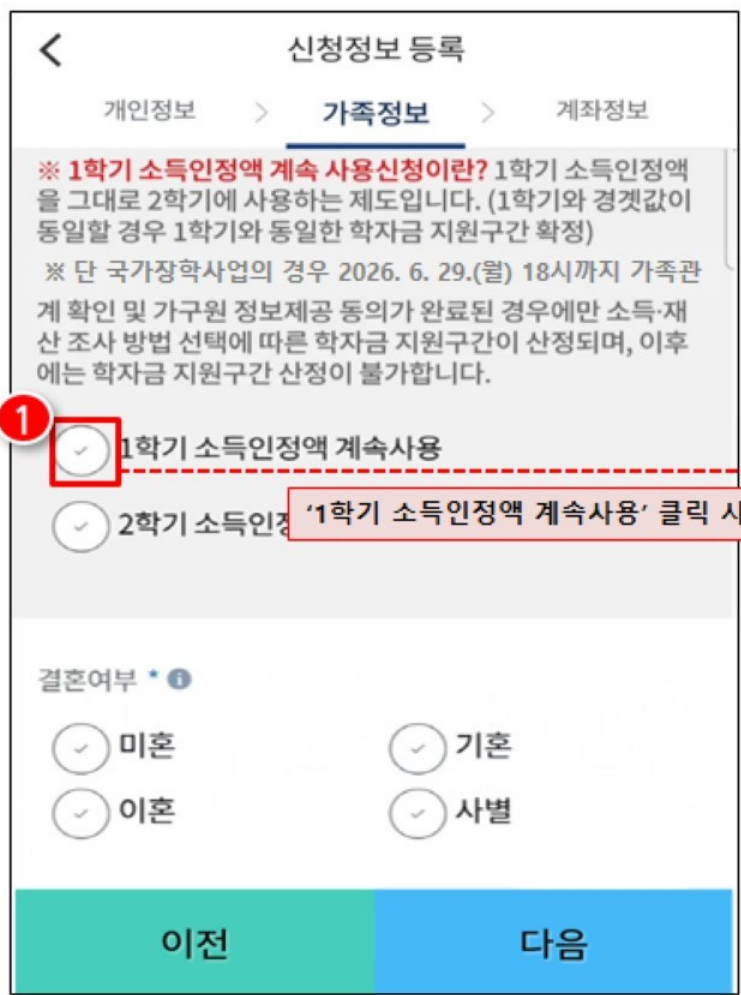 신청정보 등록
개인정보 > 가족정보 > 계좌정보
※ 1학기 소득인정액 계속 사용신청이란? 1학기 소득인정액
을 그대로 2학기에 사용하는 제도입니다. (1학기와 경곗값이
동일할 경우 1학기와 동일한 학자금 지원구간 확정)
※ 단 국가장학사업의 경우 2026. 6. 29.(월) 18시까지 가족관
계 확인 및 가구원 정보제공 동의가 완료된 경우에만 소득·재
산 조사 방법 선택에 따른 학자금 지원구간이 산정되며, 이후
에는 학자금 지원구간 산정이 불가합니다.
1
1학기 소득인정액 계속사용
2학기 소득인정
‘1학기 소득인정액 계속사용’ 클릭 시
결혼여부 *
미혼 기혼
이혼 사별
이전 다음